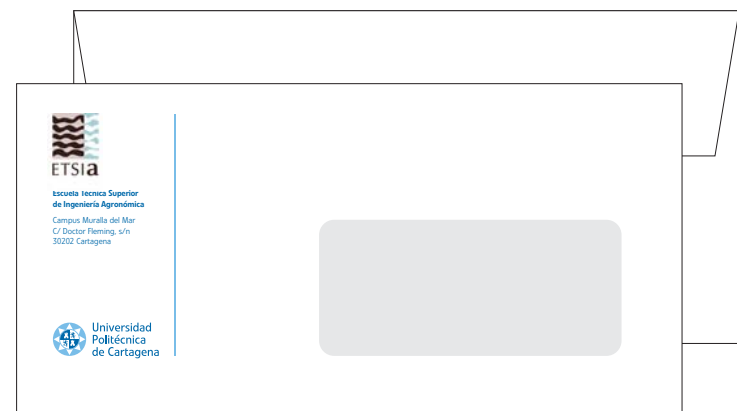 ETSIa
Escuela Técnica Superior
de Ingeniería Agronómica
Campus Muralla del Mar
C/ Doctor Fleming, s/n
30202 Cartagena
Universidad
Politécnica
de Cartagena